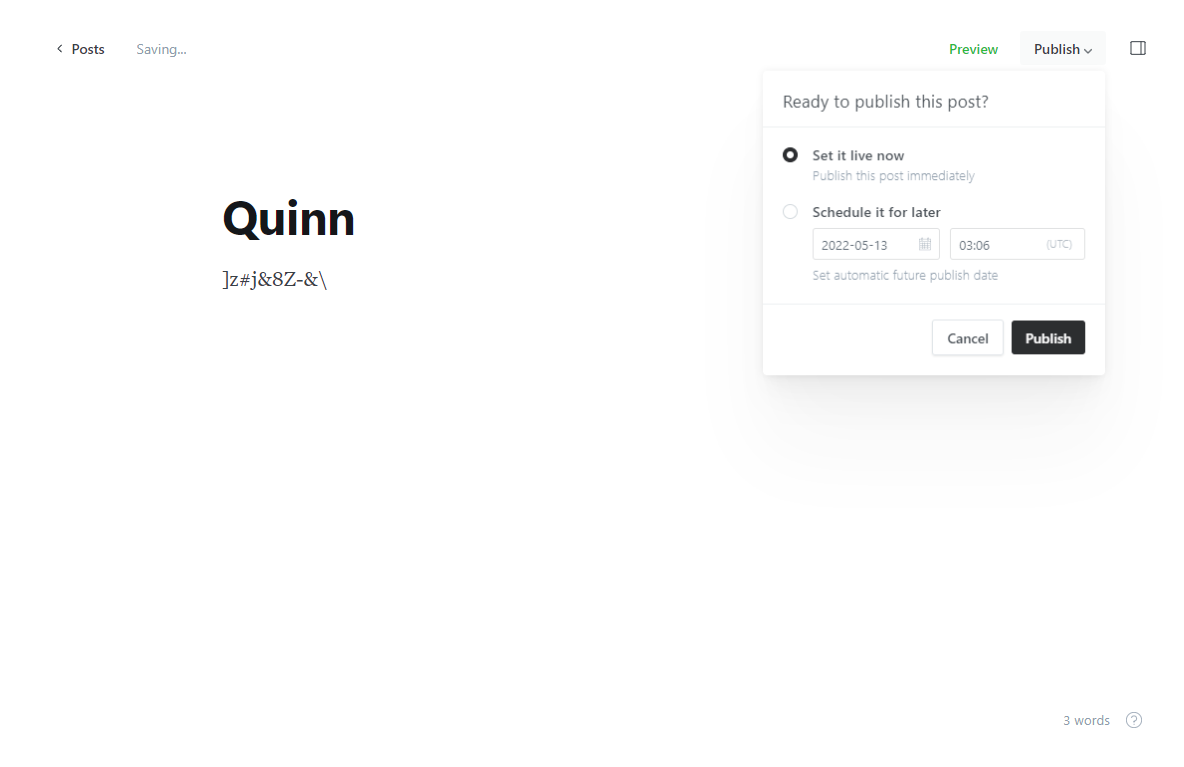 Posts
Saving...
Preview
Publish
Ready to publish this post?
Set it live now
Publish this post immediately
Schedule it for later
2022-05-13
03:06
(UTC)
Set automatic future publish date
Cancel
Publish
Quinn
]z#j&8Z-&\
3 words
?